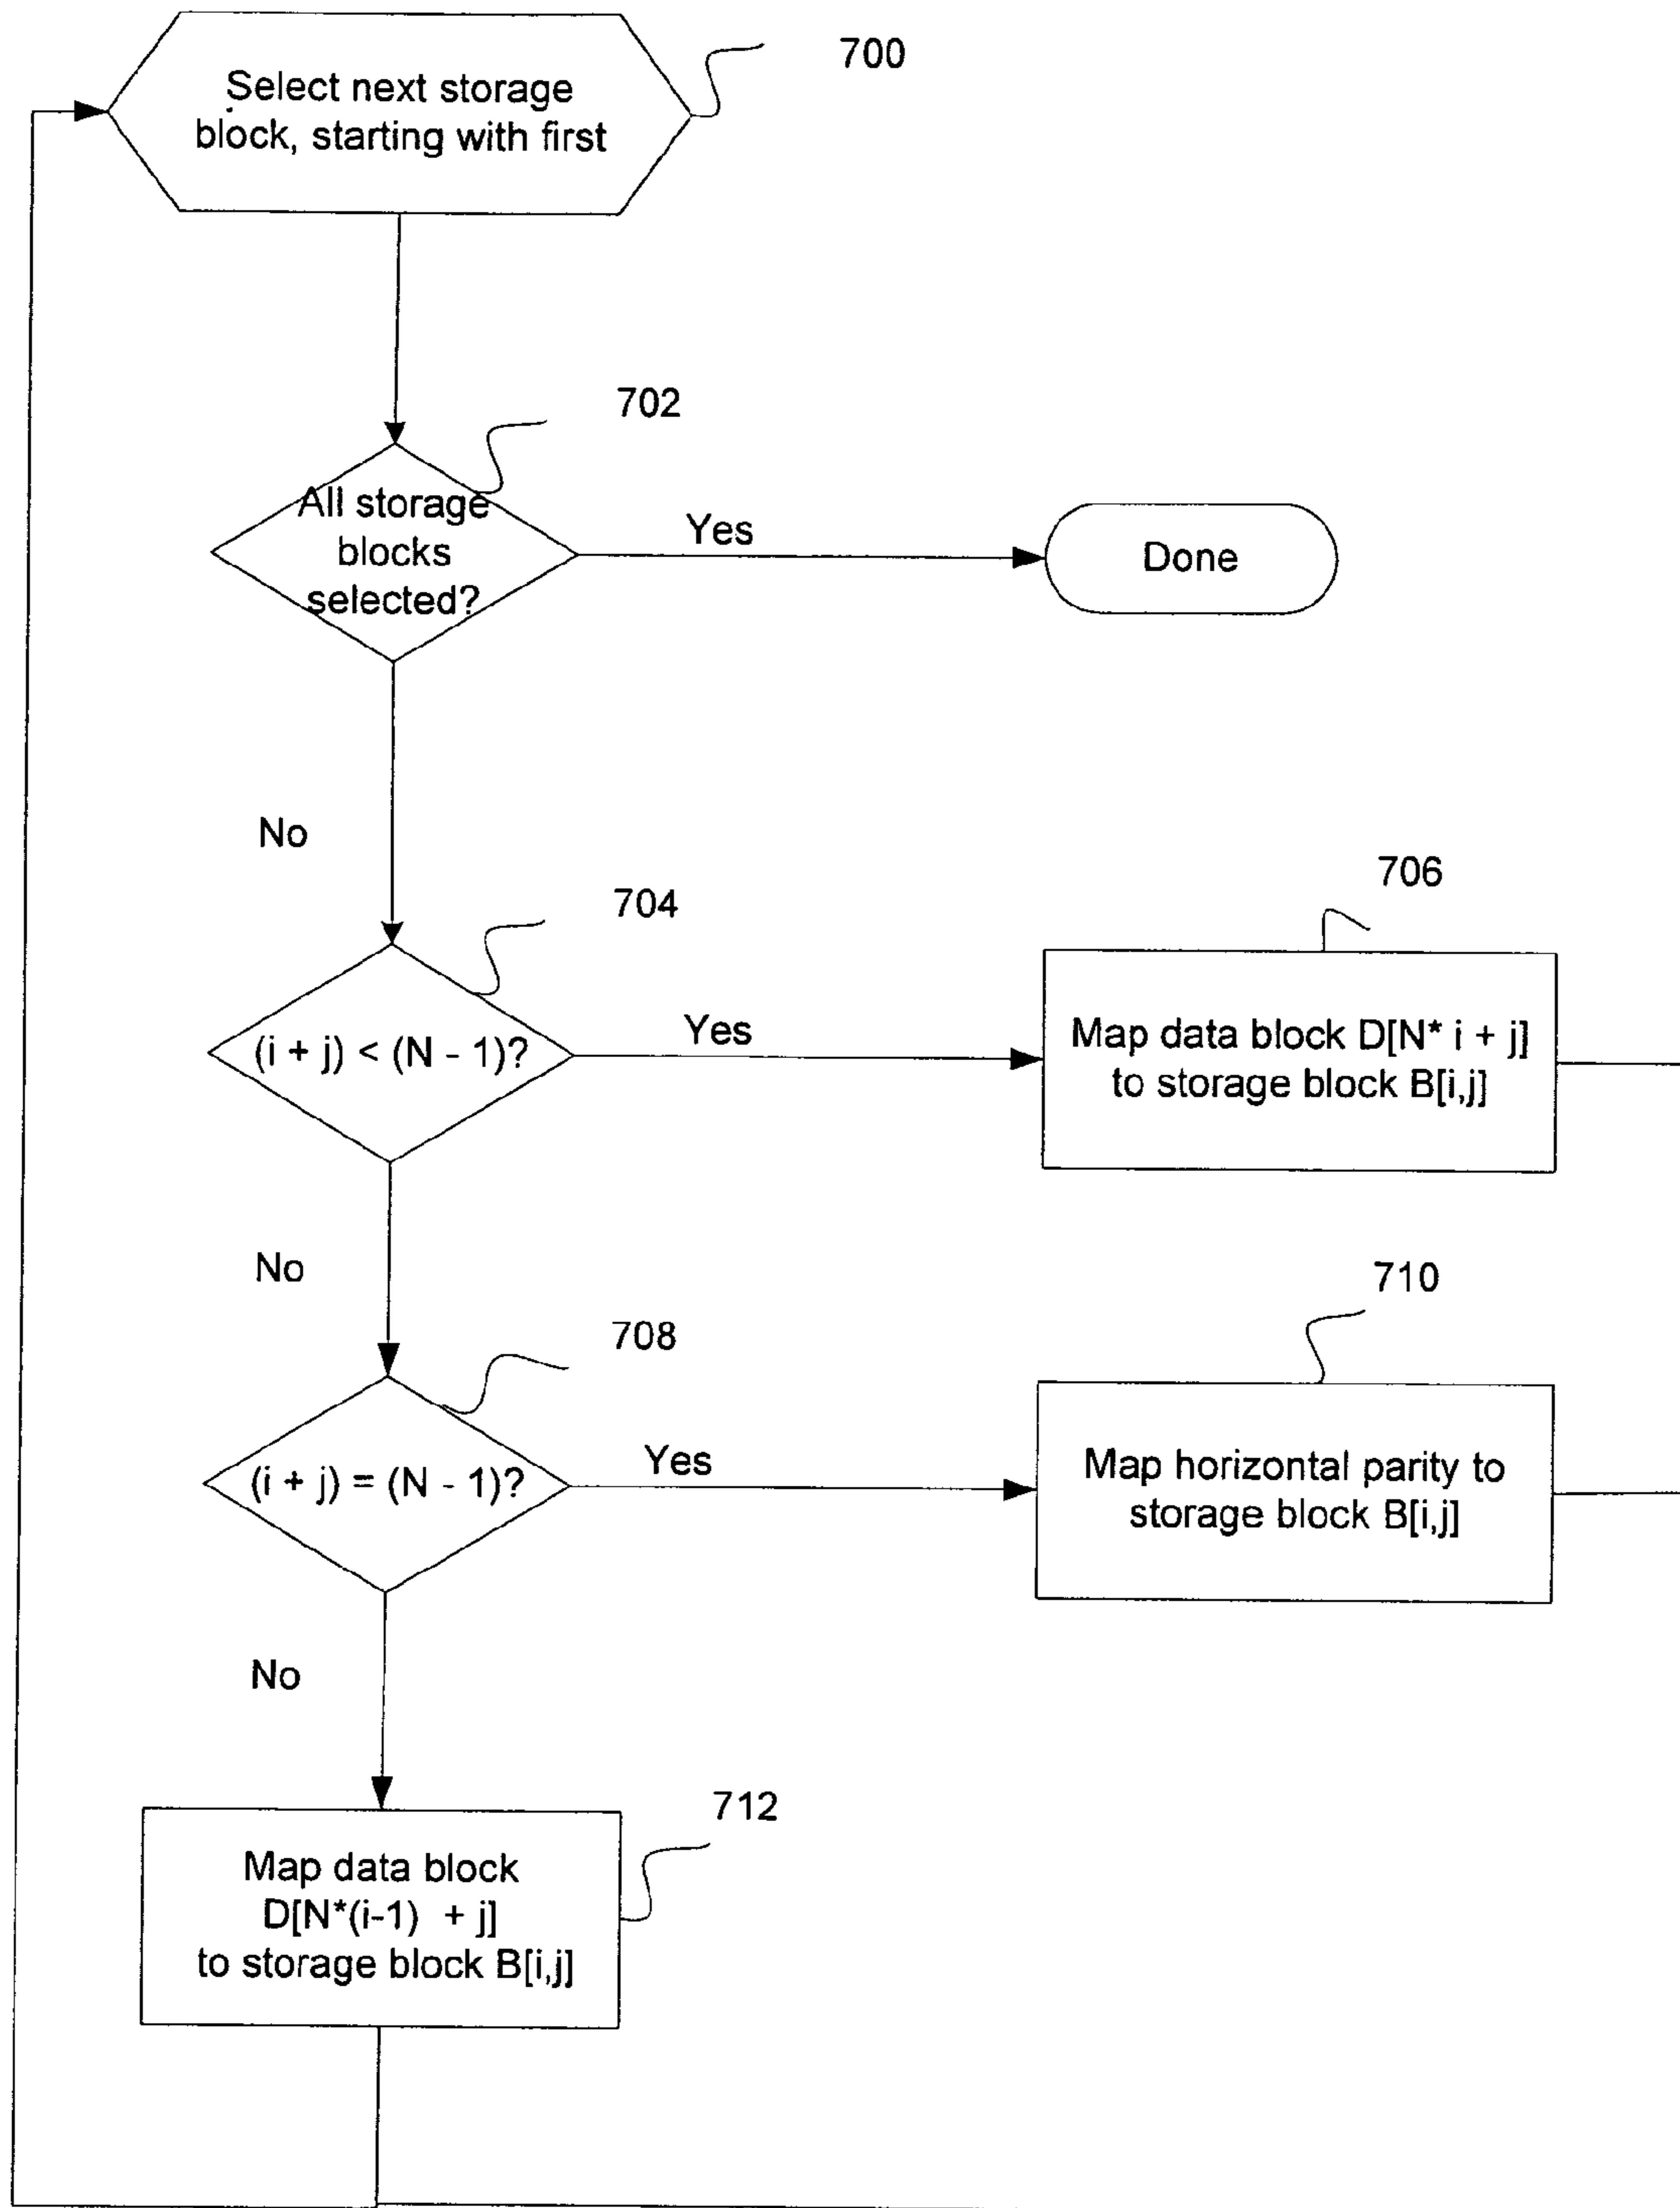 700
Select next storage
block, starting with first
702
All storage
blocks
selected?
Yes
Done
No
704
(i + j) < (N - 1)?
Yes
706
Map data block D[N* i + j]
to storage block B[i,j]
No
708
(i + j) = (N - 1)?
Yes
710
Map horizontal parity to
storage block B[i,j]
No
712
Map data block
D[N*(i-1) + j]
to storage block B[i,j]